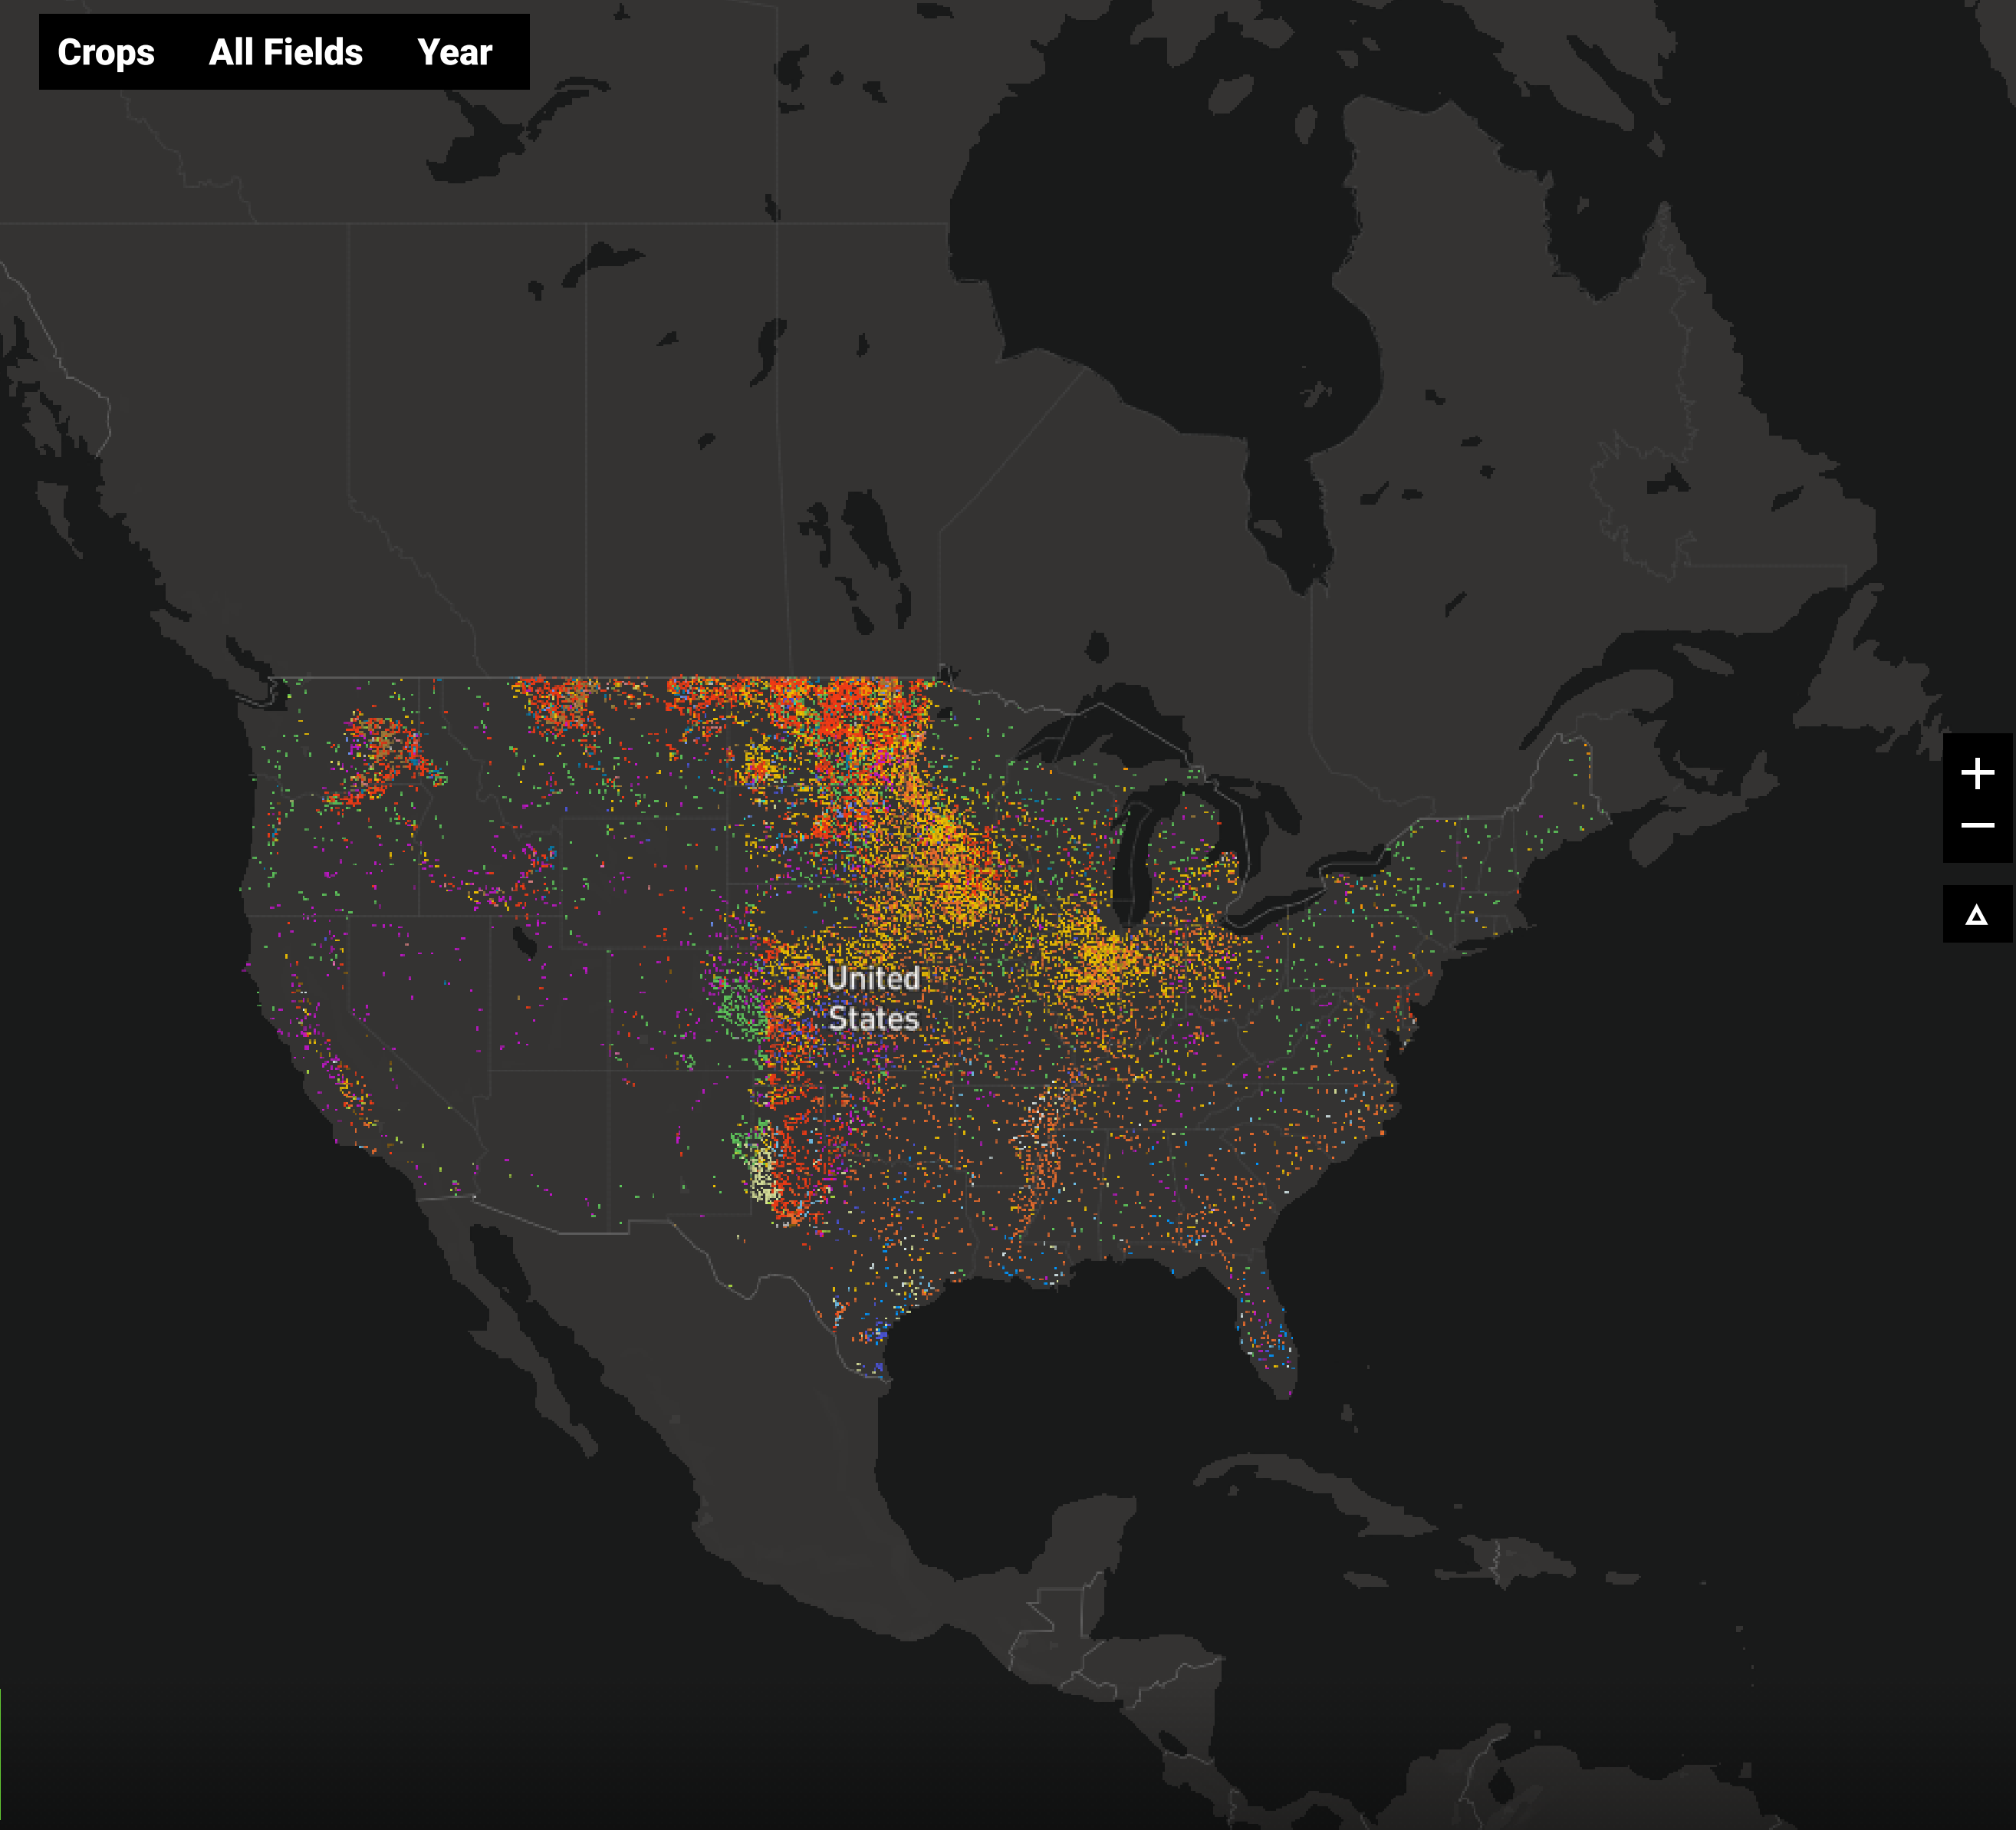 Crops All Fields Year
United
States
+
−